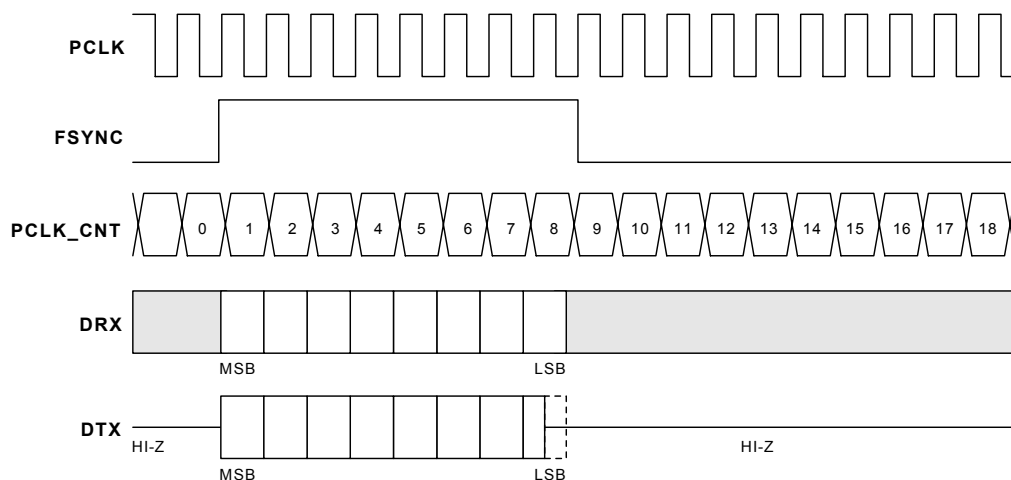 PCLK
FSYNC
PCLK_CNT 0 1 2 3 4 5 6 7 8 9 10 11 12 13 14 15 16 17 18
DRX
MSB LSB
DTX
HI-Z HI-Z
MSB LSB